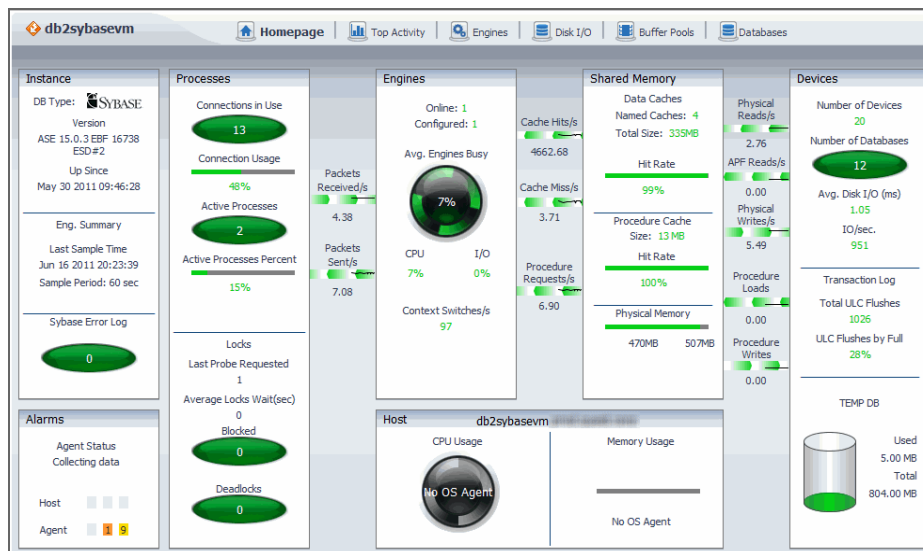 db2sybasevm
Homepage
Top Activity
Engines
Disk I/O
Buffer Pools
Databases
Instance
DB Type: SYBASE
Version
ASE 15.0.3 EBF 16738
ESD#2
Up Since
May 30 2011 09:46:28
Eng. Summary
Last Sample Time
Jun 16 2011 20:23:39
Sample Period: 60 sec
Sybase Error Log
0
Alarms
Agent Status
Collecting data
Host
Agent 1 9
Processes
Connections in Use
13
Connection Usage
48%
Active Processes
2
Active Processes Percent
15%
Locks
Last Probe Requested
1
Average Locks Wait(sec)
0
Blocked
0
Deadlocks
0
Packets
Received/s
4.38
Packets
Sent/s
7.08
Engines
Online: 1
Configured: 1
Avg. Engines Busy
7%
CPU I/O
7% 0%
Context Switches/s
97
Cache Hits/s
4662.68
Cache Miss/s
3.71
Procedure
Requests/s
6.90
Shared Memory
Data Caches
Named Caches: 4
Total Size: 335MB
Hit Rate
99%
Procedure Cache
Size: 13 MB
Hit Rate
100%
Physical Memory
470MB 507MB
Physical
Reads/s
2.76
APF Reads/s
0.00
Physical
Writes/s
5.49
Procedure
Loads
0.00
Procedure
Writes
0.00
Devices
Number of Devices
20
Number of Databases
12
Avg. Disk I/O (ms)
1.05
IO/sec.
951
Transaction Log
Total ULC Flushes
1026
ULC Flushes by Full
28%
TEMP DB
Used
5.00 MB
Total
804.00 MB
Host db2sybasevm
CPU Usage
No OS Agent
Memory Usage
No OS Agent